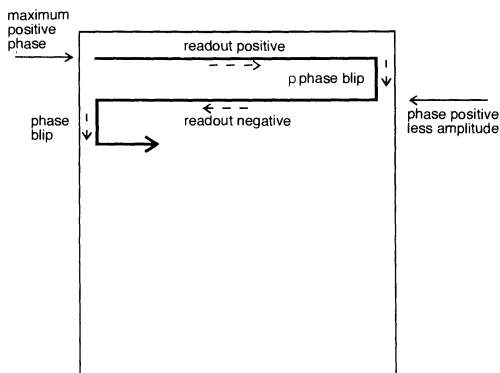 maximum
positive
phase
readout positive
p phase blip
phase
blip
readout negative
phase positive
less amplitude